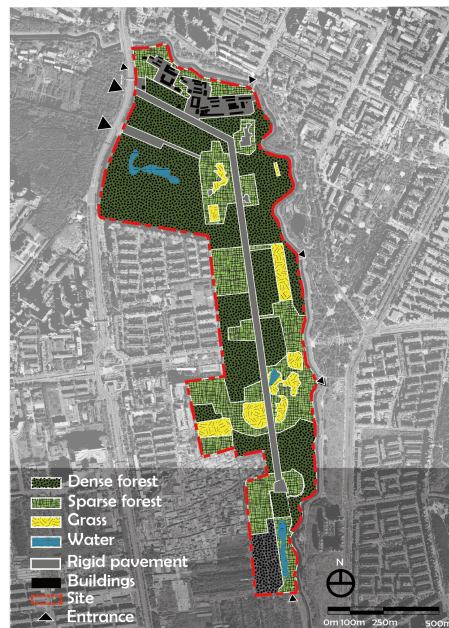 Dense forest
Sparse forest
Grass
Water
Rigid pavement
Buildings
Site
Entrance
N
0m 100m 250m 500m